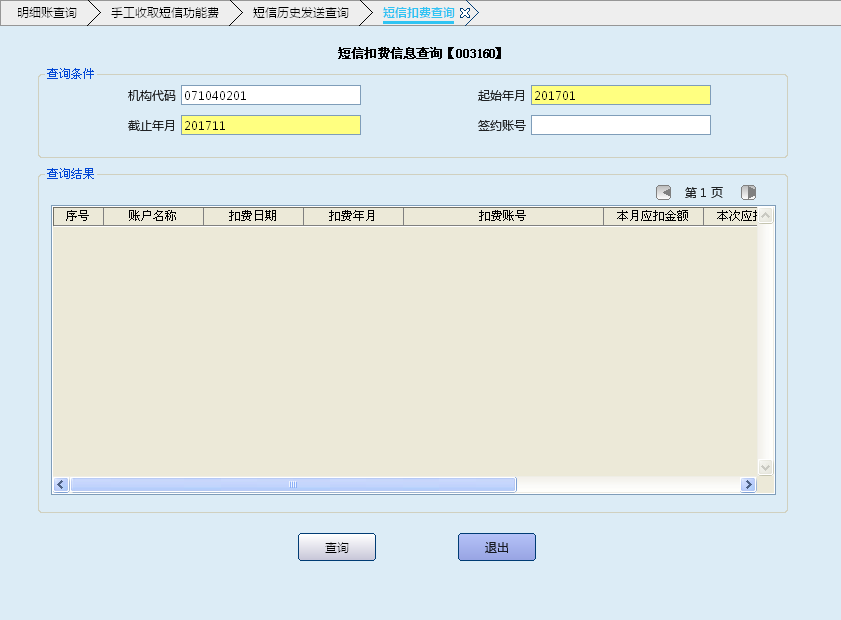 明细账查询 手工收取短信功能费 短信历史发送查询 短信扣费查询
短信扣费信息查询【003160】
查询条件
机构代码 071040201 起始年月 201701
截止年月 201711 签约账号
查询结果
第 1 页
序号 账户名称 扣费日期 扣费年月 扣费账号 本月应扣金额 本次应
查询 退出